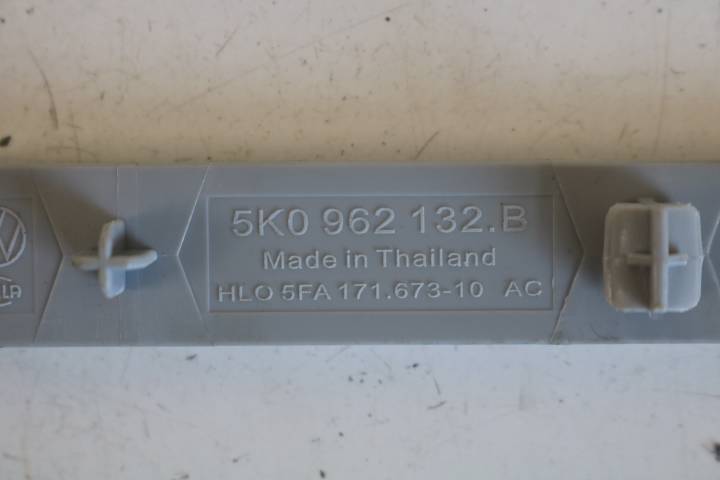 5K0 962 132.B
Made in Thailand
HLO 5FA 171.673-10 AC